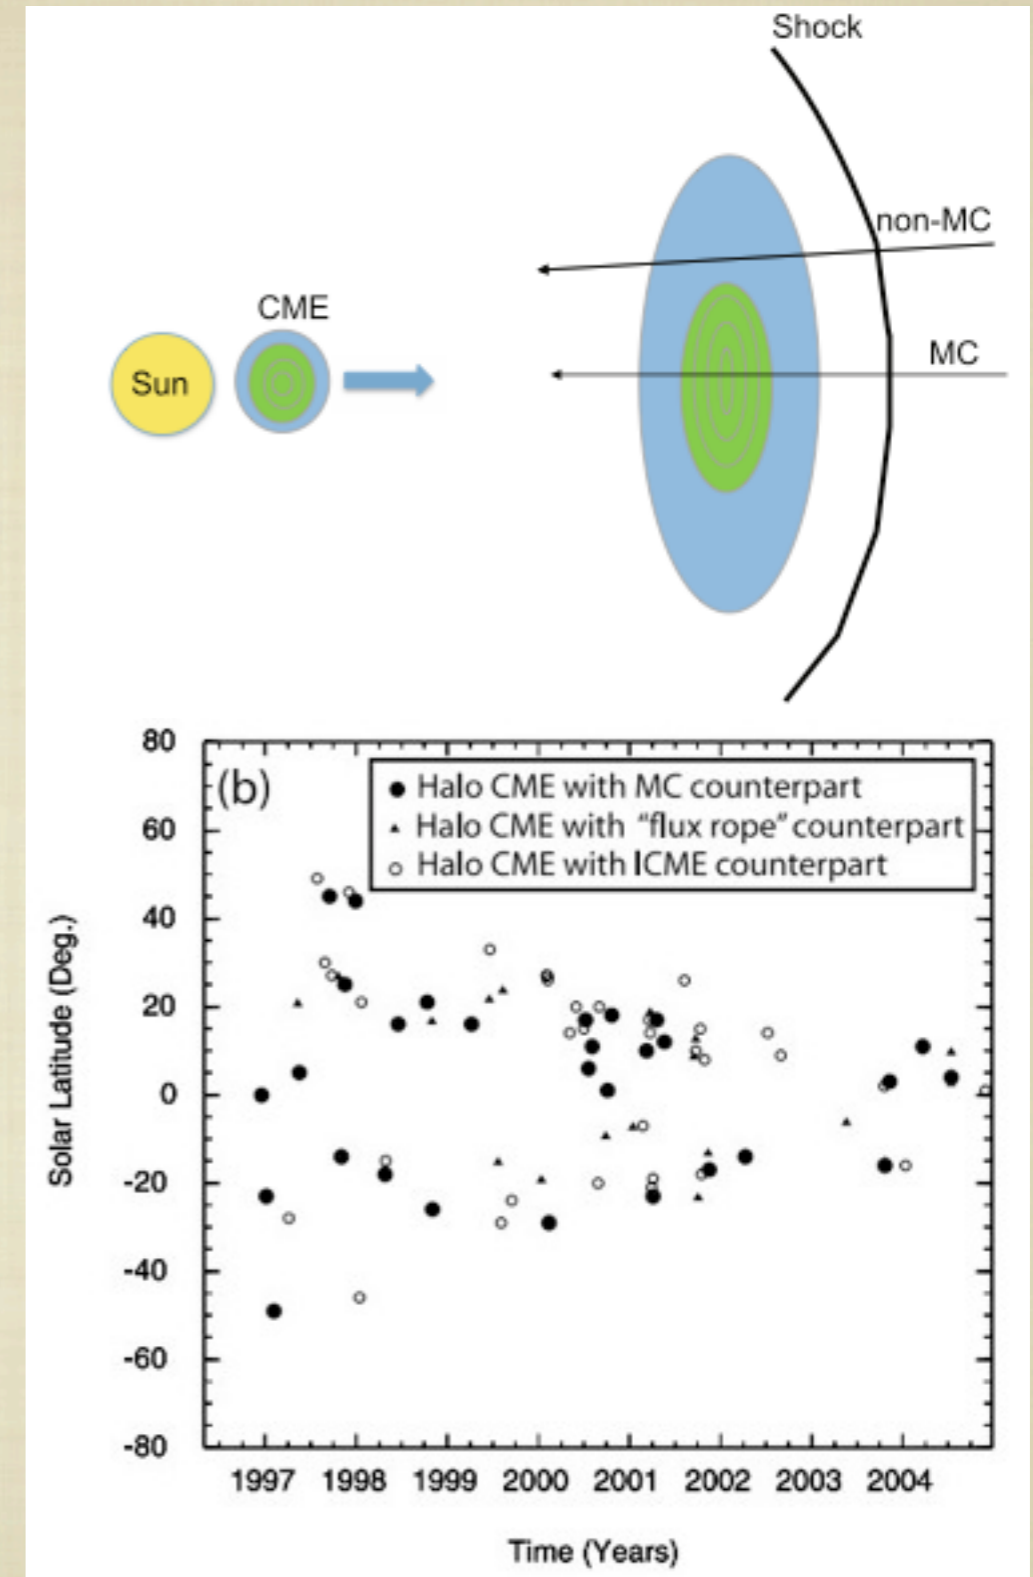 Shock
non-MC
CME
MC
Sun
80
(b)
Halo CME with MC counterpart
60
Halo CME with "flux rope" counterpart
Halo CME with ICME counterpart
40
20
0
-20
-40
-60
-80
Solar Latitude (Deg.)
1997 1998 1999 2000 2001 2002 2003 2004
Time (Years)